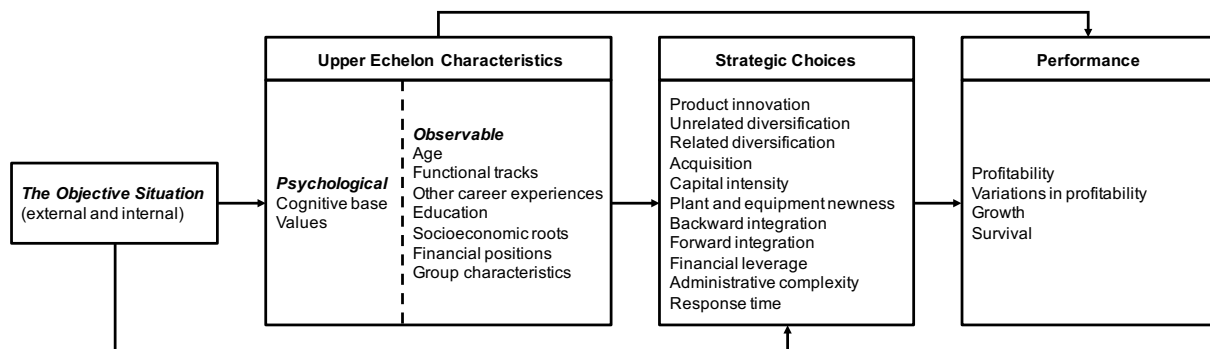 The Objective Situation
(external and internal)
Upper Echelon Characteristics
Psychological
Cognitive base
Values
Observable
Age
Functional tracks
Other career experiences
Education
Socioeconomic roots
Financial positions
Group characteristics
Strategic Choices
Product innovation
Unrelated diversification
Related diversification
Acquisition
Capital intensity
Plant and equipment newness
Backward integration
Forward integration
Financial leverage
Administrative complexity
Response time
Performance
Profitability
Variations in profitability
Growth
Survival